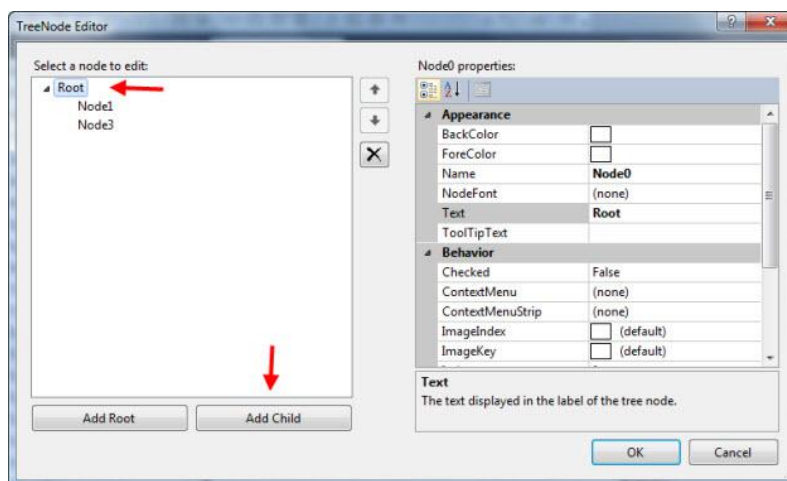 TreeNode Editor
Select a node to edit:
Root
Node1
Node3
Add Root
Add Child
Node0 properties:
Appearance
BackColor
ForeColor
Name Node0
NodeFont (none)
Text Root
ToolTipText
Behavior
Checked False
ContextMenu (none)
ContextMenuStrip (none)
ImageIndex (default)
ImageKey (default)
Text
The text displayed in the label of the tree node.
OK
Cancel